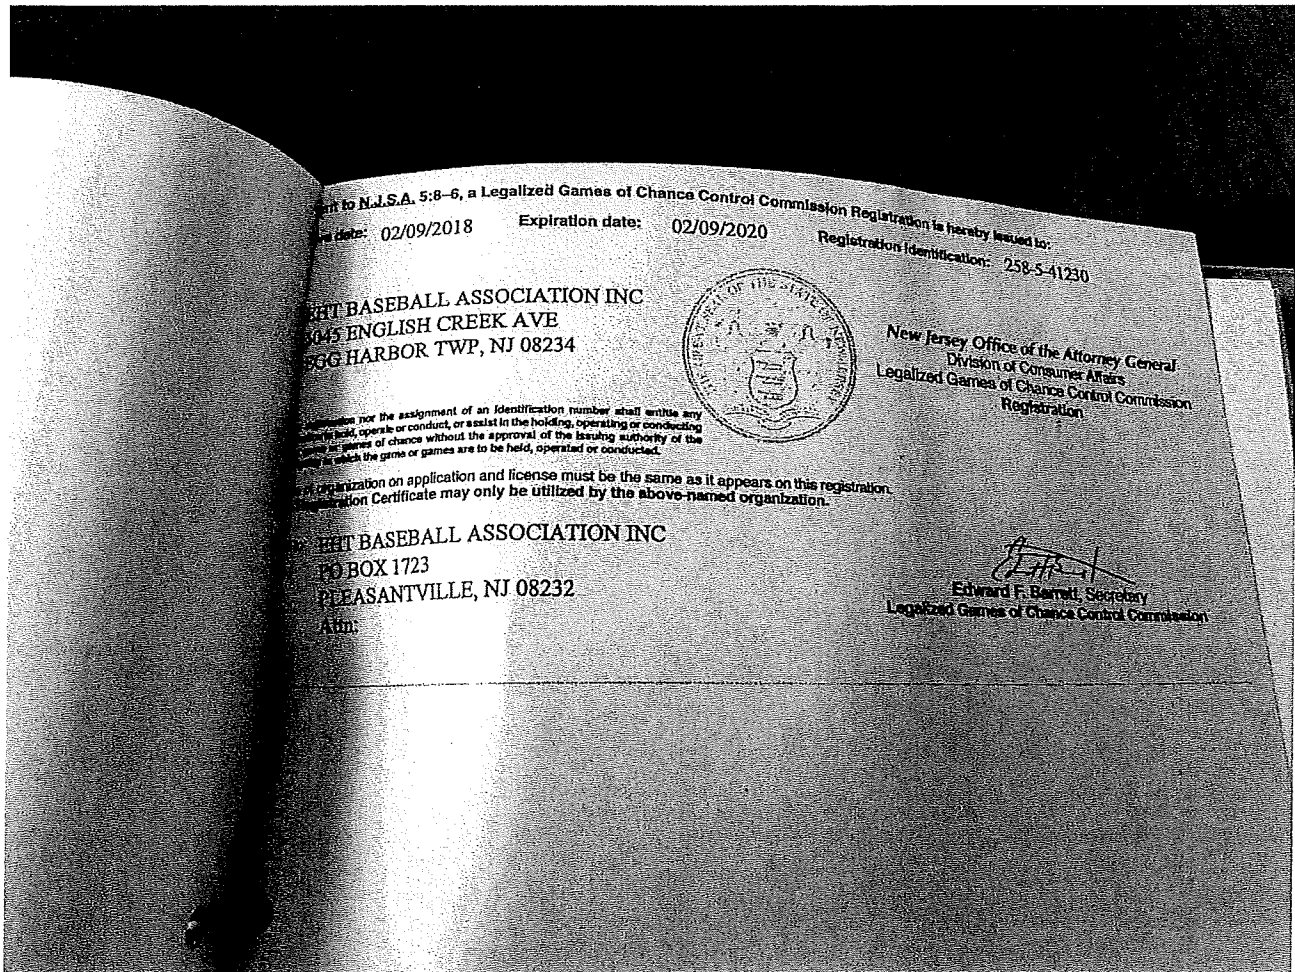 to N.J.S.A. 5:8–6, a Legalized Games of Chance Control Commission Registration is hereby issued to:
date: 02/09/2018 Expiration date: 02/09/2020 Registration Identification: 258-5-41230
EHT BASEBALL ASSOCIATION INC
ENGLISH CREEK AVE
EGG HARBOR TWP, NJ 08234
New Jersey Office of the Attorney General
Division of Consumer Affairs
Legalized Games of Chance Control Commission
Registration
nor the assignment of an identification number shall entitle any
hold, operate or conduct, or assist in the holding, operating or conducting
games of chance without the approval of the issuing authority of the
in which the game or games are to be held, operated or conducted.
organization on application and license must be the same as it appears on this registration.
Certificate may only be utilized by the above-named organization.
EHT BASEBALL ASSOCIATION INC
PO BOX 1723
PLEASANTVILLE, NJ 08232
Attn:
Edward F. Barrett, Secretary
Legalized Games of Chance Control Commission